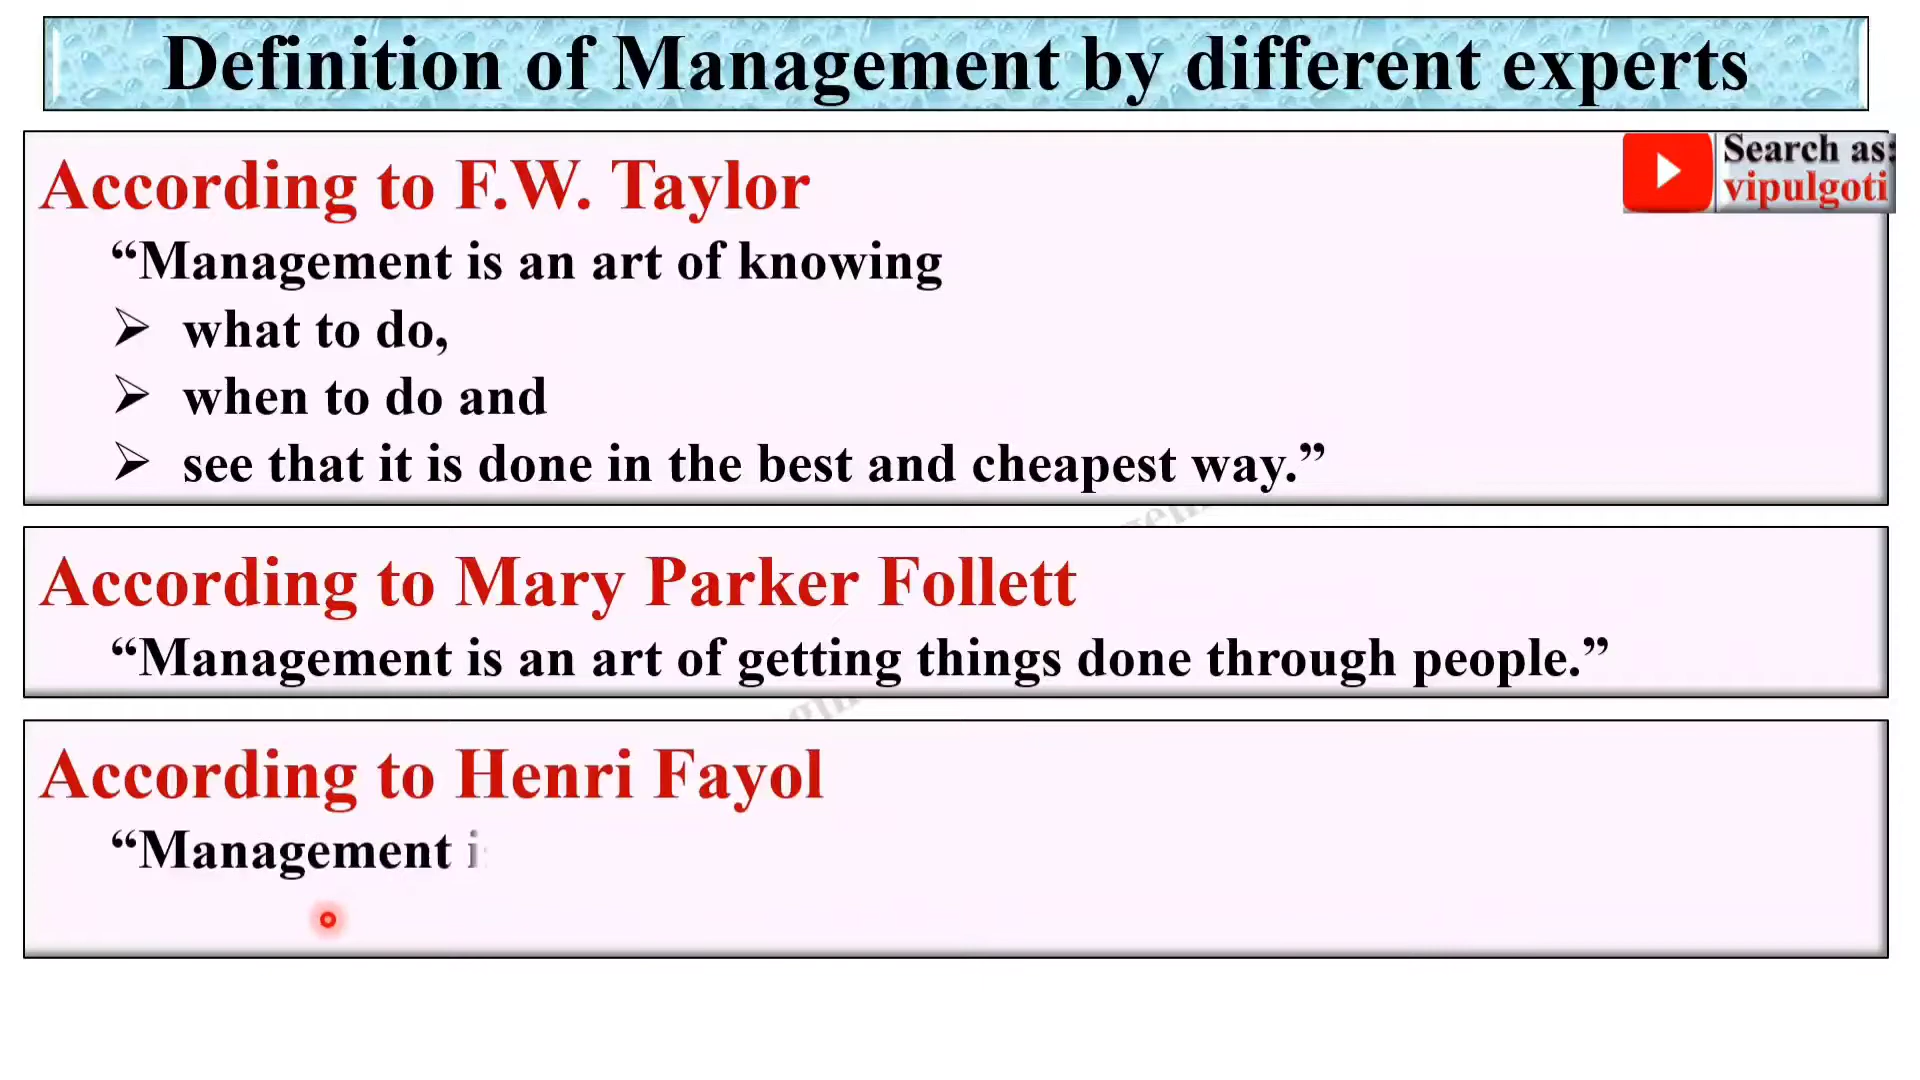 Definition of Management by different experts
Search as:
vipulgoti
According to F.W. Taylor
“Management is an art of knowing
➢ what to do,
➢ when to do and
➢ see that it is done in the best and cheapest way.”
According to Mary Parker Follett
“Management is an art of getting things done through people.”
According to Henri Fayol
“Management